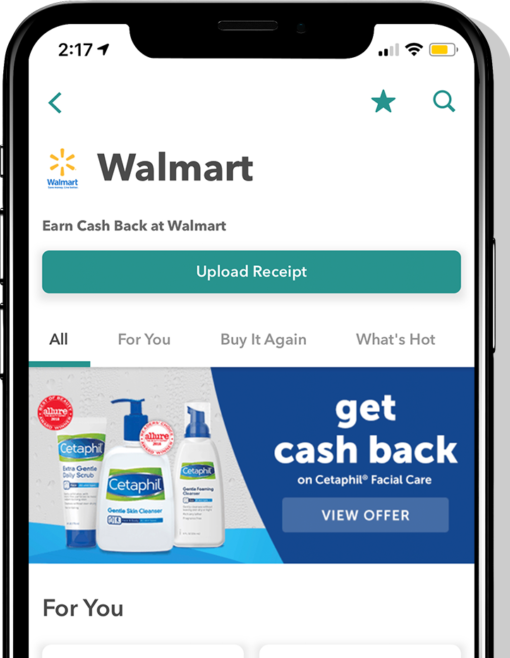 2:17
Walmart
Walmart
Earn Cash Back at Walmart
Upload Receipt
All
For You
Buy It Again
What's Hot
allure
allure
Cetaphil
Extra Gentle
Daily Scrub
Cetaphil
Gentle Skin Cleanser
Cetaphil
Gentle Foaming
Cleanser
get
cash back
on Cetaphil® Facial Care
VIEW OFFER
For You